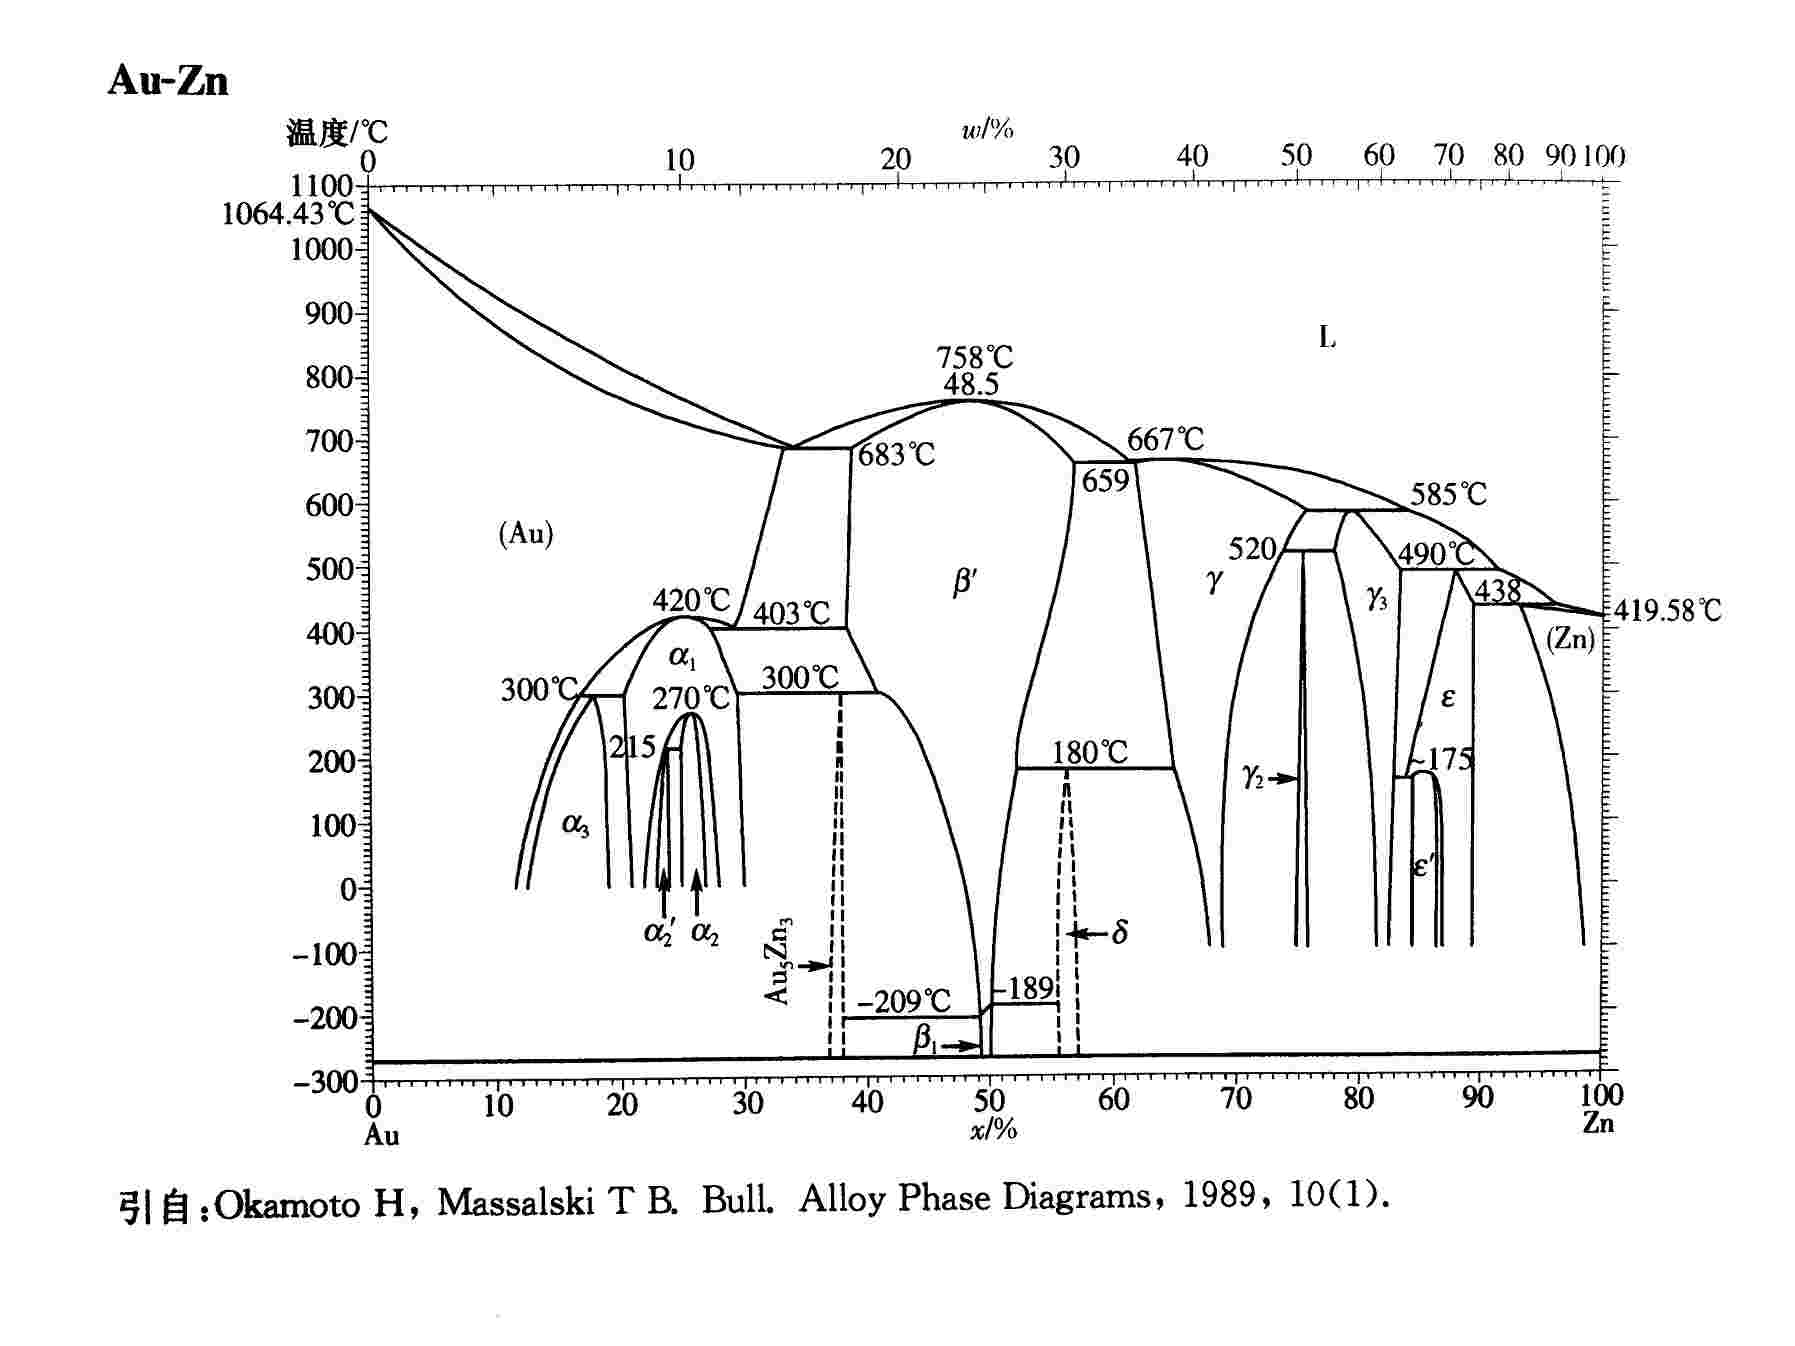 Au-Zn
温度/℃
w/%
0 10 20 30 40 50 60 70 80 90 100
1100
1064.43℃
1000
900
L
800
758℃
48.5
700
683℃
667℃
659
600
585℃
(Au)
520
490℃
500
β′
γ
γ₃
438
420℃
403℃
419.58℃
400
(Zn)
α₁
300℃
300℃
270℃
300
ε
215
180℃
~175
200
γ₂
100
α₃
ε′
0
α₂′ α₂
Au₅Zn₃
δ
-100
-209℃
-189
-200
β₁
-300
0 10 20 30 40 50 60 70 80 90 100
Au
x/%
Zn
引自:Okamoto H, Massalski T B. Bull. Alloy Phase Diagrams, 1989, 10(1).